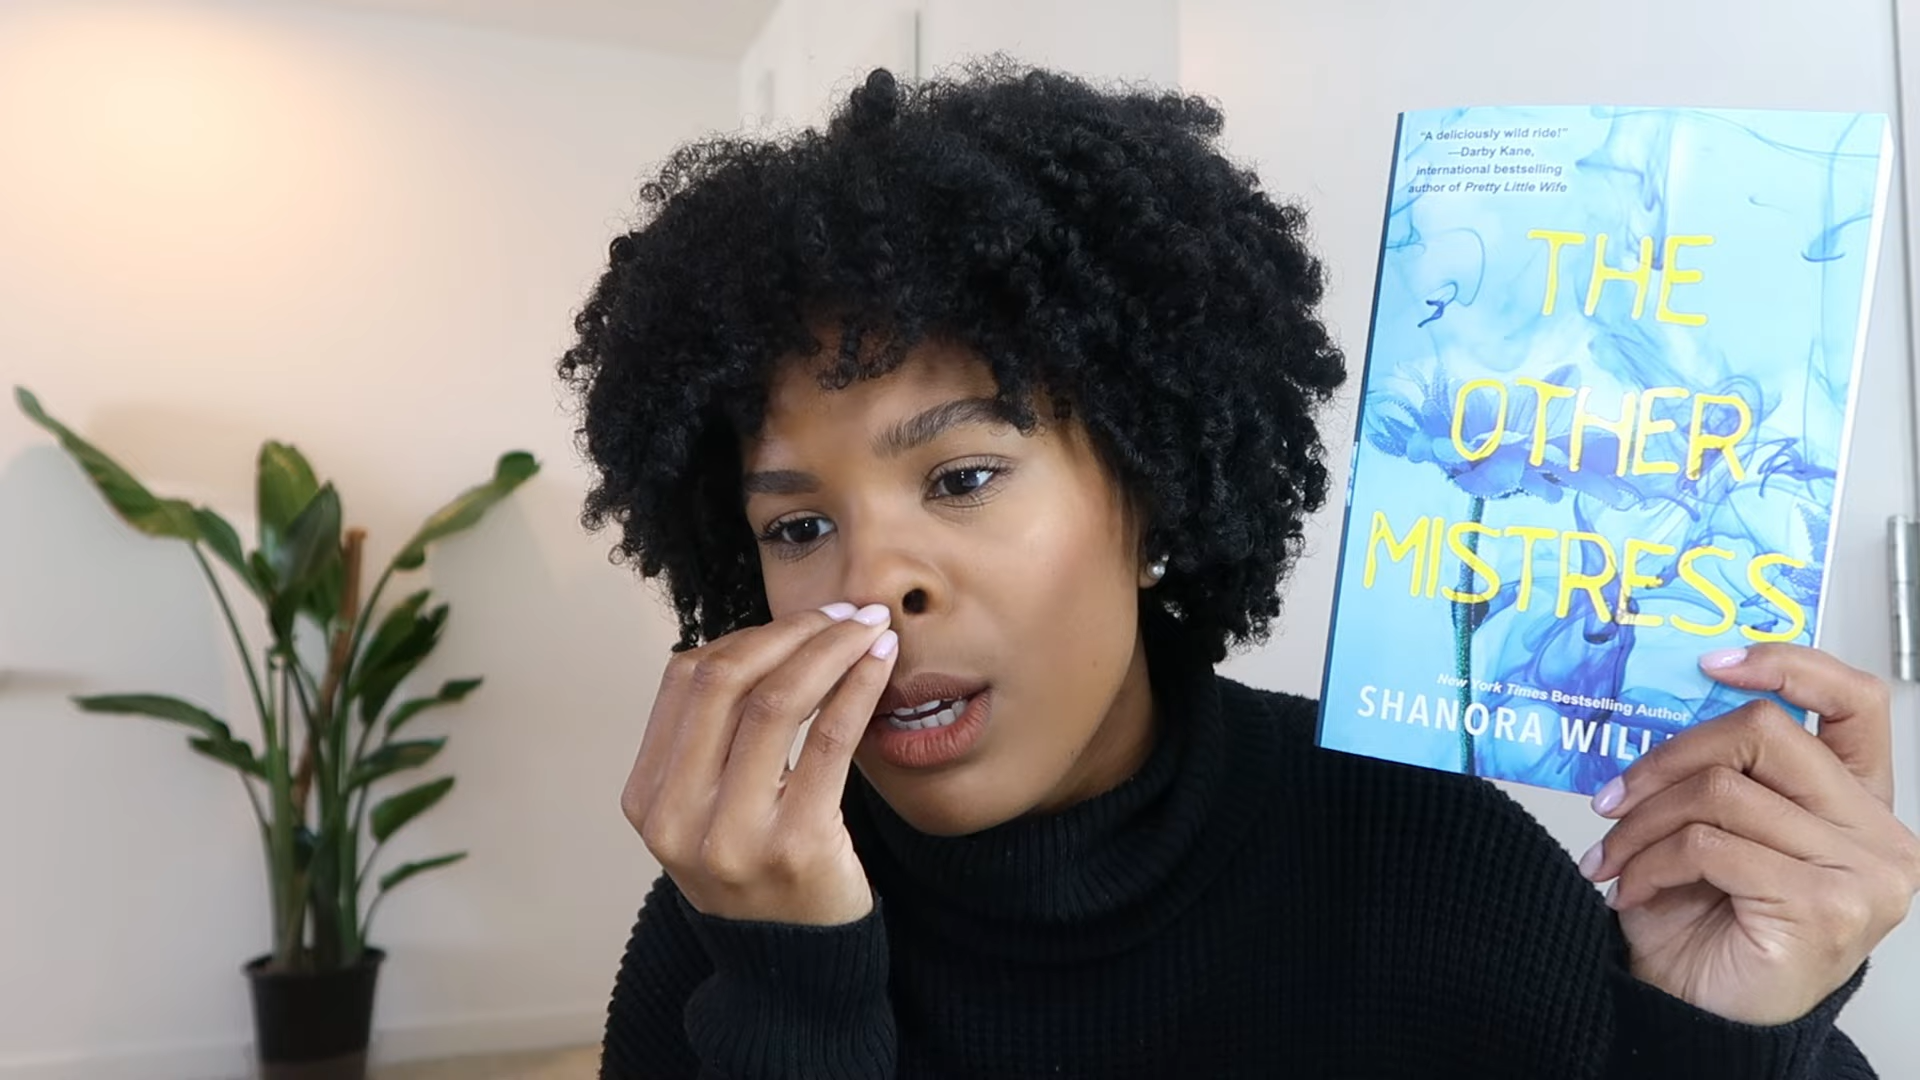 "A deliciously wild ride!"
—Darby Kane,
international bestselling
author of Pretty Little Wife
THE
OTHER
MISTRESS
New York Times Bestselling Author
SHANORA